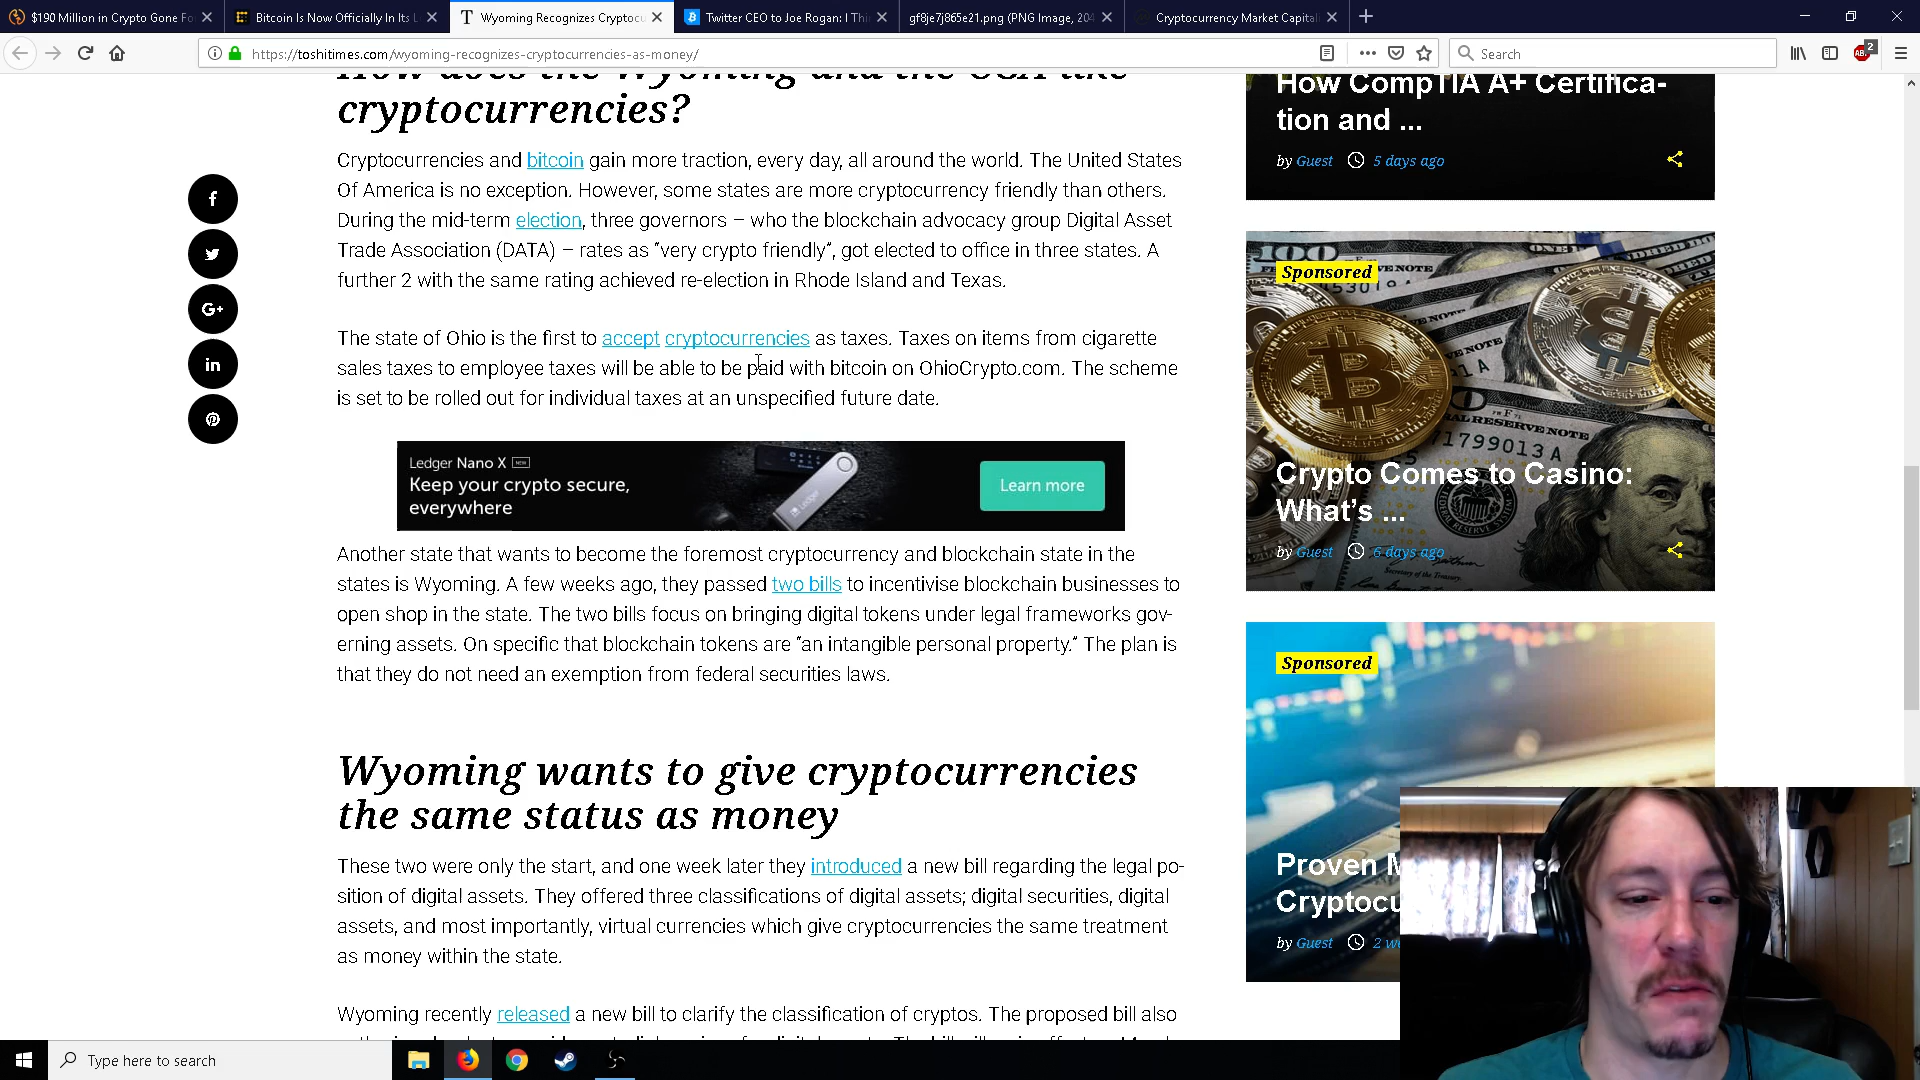 $190 Million in Crypto Gone Fo
Bitcoin Is Now Officially In Its L
Wyoming Recognizes Cryptocu
Twitter CEO to Joe Rogan: I Thi
gf8je7j865e21.png (PNG Image, 204
Cryptocurrency Market Capitali
https://toshitimes.com/wyoming-recognizes-cryptocurrencies-as-money/
Search
2
How does the Wyoming and the USA like
cryptocurrencies?
Cryptocurrencies and bitcoin gain more traction, every day, all around the world. The United States
Of America is no exception. However, some states are more cryptocurrency friendly than others.
During the mid-term election, three governors – who the blockchain advocacy group Digital Asset
Trade Association (DATA) – rates as “very crypto friendly”, got elected to office in three states. A
further 2 with the same rating achieved re-election in Rhode Island and Texas.
The state of Ohio is the first to accept cryptocurrencies as taxes. Taxes on items from cigarette
sales taxes to employee taxes will be able to be paid with bitcoin on OhioCrypto.com. The scheme
is set to be rolled out for individual taxes at an unspecified future date.
Ledger Nano X NEW
Keep your crypto secure,
everywhere
Learn more
Another state that wants to become the foremost cryptocurrency and blockchain state in the
states is Wyoming. A few weeks ago, they passed two bills to incentivise blockchain businesses to
open shop in the state. The two bills focus on bringing digital tokens under legal frameworks gov-
erning assets. On specific that blockchain tokens are “an intangible personal property.” The plan is
that they do not need an exemption from federal securities laws.
Wyoming wants to give cryptocurrencies
the same status as money
These two were only the start, and one week later they introduced a new bill regarding the legal po-
sition of digital assets. They offered three classifications of digital assets; digital securities, digital
assets, and most importantly, virtual currencies which give cryptocurrencies the same treatment
as money within the state.
Wyoming recently released a new bill to clarify the classification of cryptos. The proposed bill also
How CompTIA A+ Certifica-
tion and ...
by Guest 5 days ago
Sponsored
Crypto Comes to Casino:
What’s ...
by Guest 6 days ago
Sponsored
Proven M
Cryptocu
by Guest 2 we
Type here to search